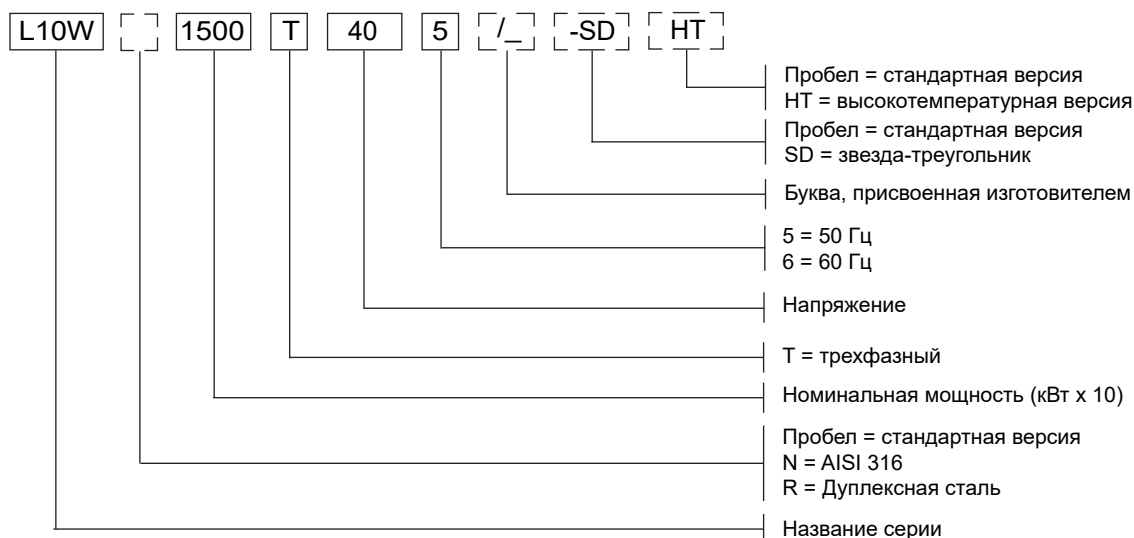 L10W 1500 T 40 5 /_ -SD HT
Пробел = стандартная версия
HT = высокотемпературная версия
Пробел = стандартная версия
SD = звезда-треугольник
Буква, присвоенная изготовителем
5 = 50 Гц
6 = 60 Гц
Напряжение
T = трехфазный
Номинальная мощность (кВт x 10)
Пробел = стандартная версия
N = AISI 316
R = Дуплексная сталь
Название серии